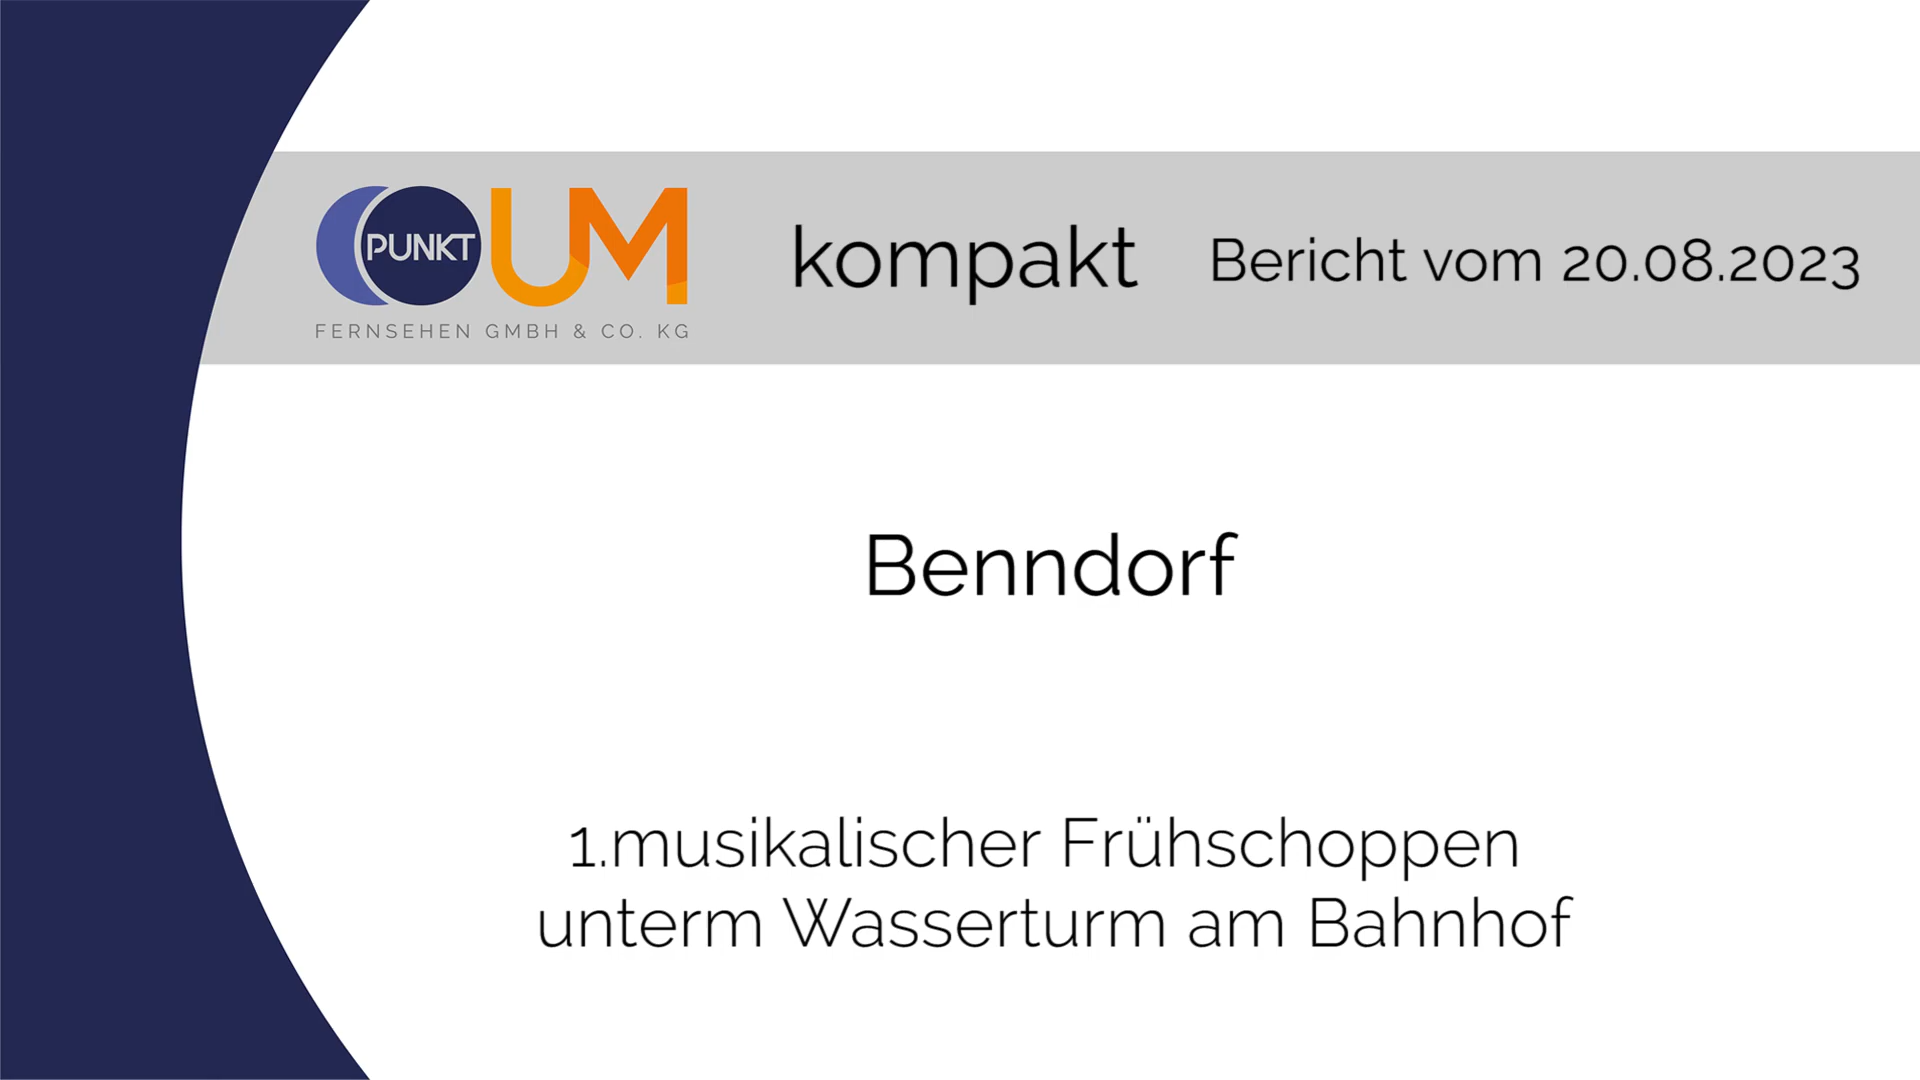 PUNKT UM
FERNSEHEN GMBH & CO. KG
kompakt
Bericht vom 20.08.2023
Benndorf
1.musikalischer Frühschoppen
unterm Wasserturm am Bahnhof